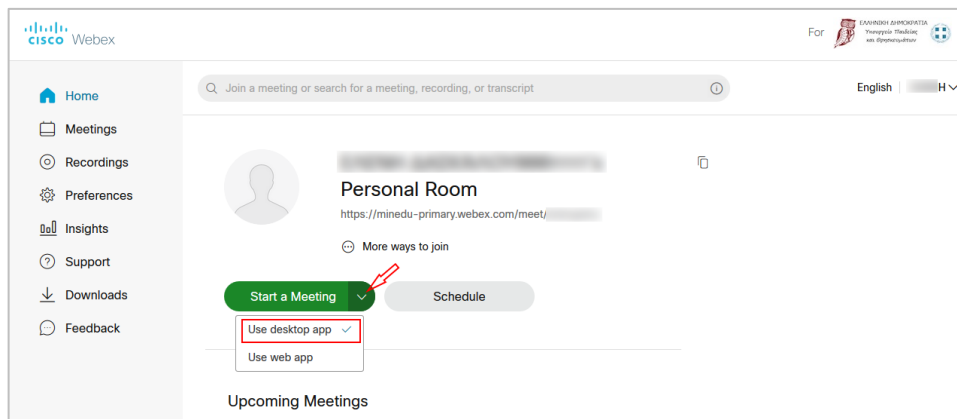 CISCO Webex
For
ΕΛΛΗΝΙΚΗ ΔΗΜΟΚΡΑΤΙΑ
Υπουργείο Παιδείας
και Θρησκευμάτων
Home
Meetings
Recordings
Preferences
Insights
Support
Downloads
Feedback
Join a meeting or search for a meeting, recording, or transcript
English
H
Personal Room
https://minedu-primary.webex.com/meet/
More ways to join
Start a Meeting
Schedule
Use desktop app
Use web app
Upcoming Meetings